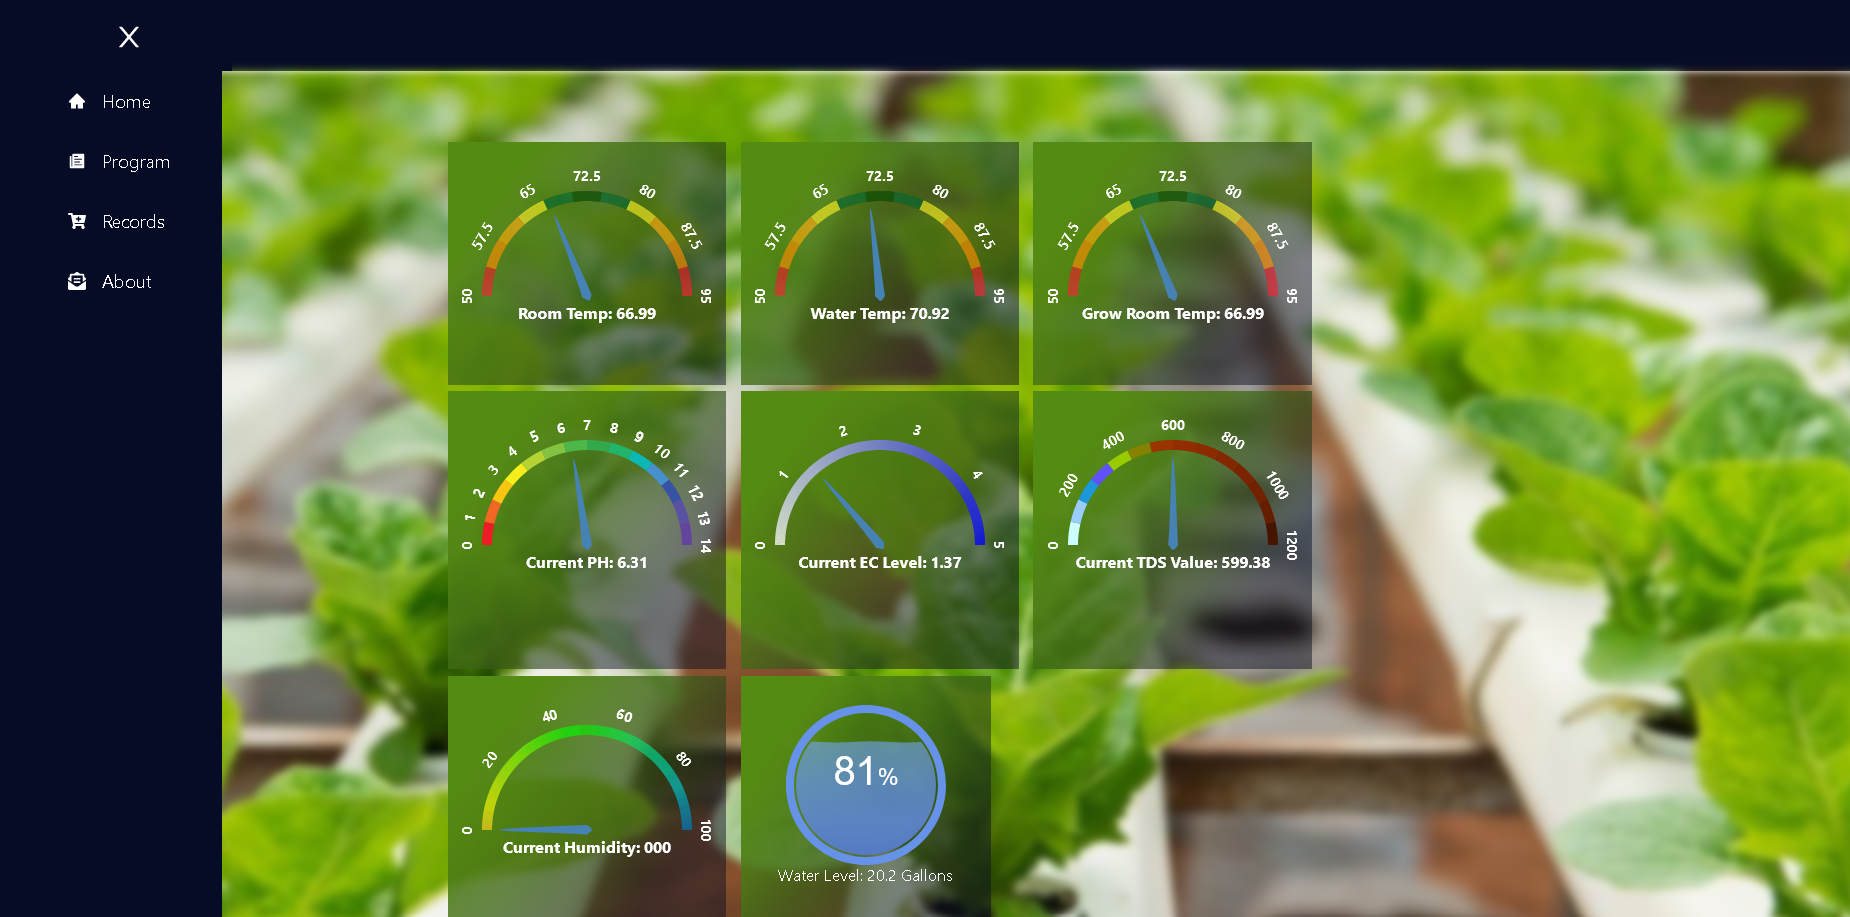 X
Home
Program
Records
About
50 57.5 65 72.5 80 87.5 95
Room Temp: 66.99
50 57.5 65 72.5 80 87.5 95
Water Temp: 70.92
50 57.5 65 72.5 80 87.5 95
Grow Room Temp: 66.99
0 1 2 3 4 5 6 7 8 9 10 11 12 13 14
Current PH: 6.31
0 1 2 3 4 5
Current EC Level: 1.37
0 200 400 600 800 1000 1200
Current TDS Value: 599.38
0 20 40 60 80 100
Current Humidity: 000
81%
Water Level: 20.2 Gallons